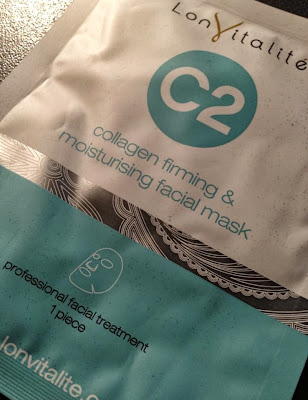 LonVitalité
C2
collagen firming &
moisturising facial mask
professional facial treatment
1 piece
lonvitalite.c